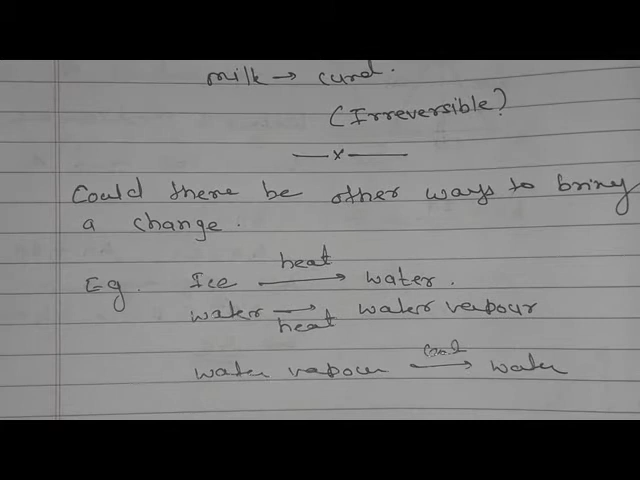 milk → curd.
(Irreversible?)
—x—
Could there be other ways to bring
a change.
Eg. Ice heat → water.
water → heat water vapour
water vapour cool → water